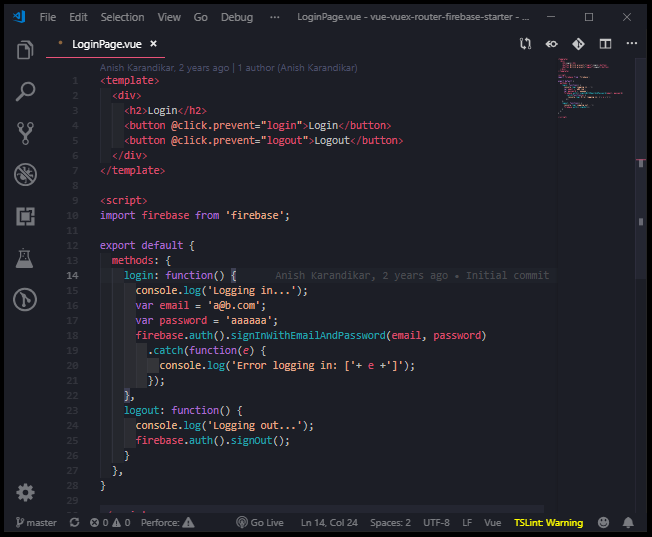 File Edit Selection View Go Debug ··· LoginPage.vue - vue-vuex-router-firebase-starter - ...
LoginPage.vue
Anish Karandikar, 2 years ago | 1 author (Anish Karandikar)
1 <template>
2 <div>
3 <h2>Login</h2>
4 <button @click.prevent="login">Login</button>
5 <button @click.prevent="logout">Logout</button>
6 </div>
7 </template>
8
9 <script>
10 import firebase from 'firebase';
11
12 export default {
13 methods: {
14 login: function() { Anish Karandikar, 2 years ago • Initial commit
15 console.log('Logging in...');
16 var email = 'a@b.com';
17 var password = 'aaaaaa';
18 firebase.auth().signInWithEmailAndPassword(email, password)
19 .catch(function(e) {
20 console.log('Error logging in: ['+ e +']');
21 });
22 },
23 logout: function() {
24 console.log('Logging out...');
25 firebase.auth().signOut();
26 }
27 },
28 }
29
master 0 0 Perforce: Go Live Ln 14, Col 24 Spaces: 2 UTF-8 LF Vue TSLint: Warning